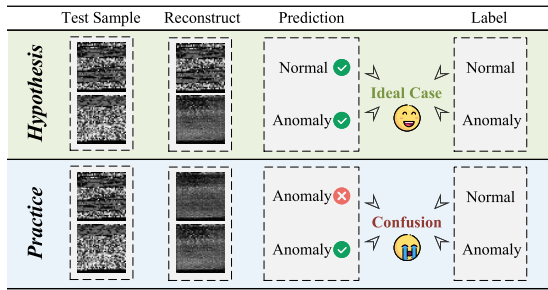 Test Sample Reconstruct Prediction Label
Hypothesis
Normal Normal
Ideal Case
Anomaly Anomaly
Practice
Anomaly Normal
Confusion
Anomaly Anomaly